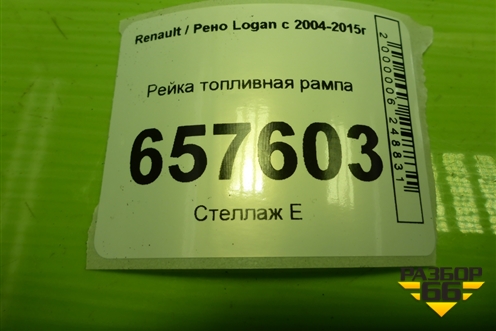 Renault / Рено Logan с 2004-2015г
Рейка топливная рампа
657603
Стеллаж Е
2000006248831
РАЗБОР
66